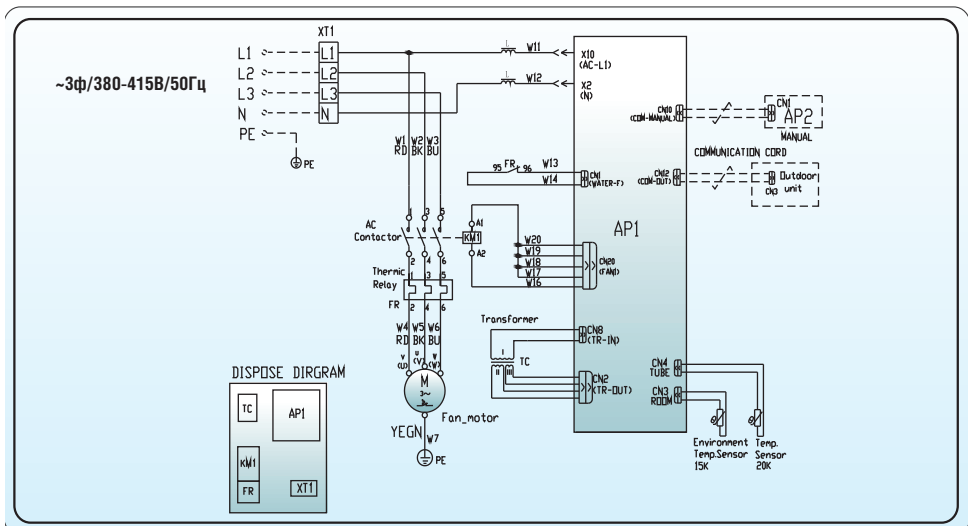 ~3ф/380-415В/50Гц
XT1
L1
L2
L3
N
PE
L1
L2
L3
N
PE
L
W11
L
W12
X10
(AC-L1)
X2
(N)
W1 W2 W3
RD BK BU
CN10
(COM-MANUAL)
CN1
AP2
MANUAL
COMMUNICATION CORD
CN12
(COM-OUT)
Outdoor
unit
CN3
95 FR 96
W13
W14
CN1
(WATER-F)
AP1
AC
Contactor
1 3 5
2 4 6
A1
KM1
A2
W20
W19
W18
W17
W16
CN20
(FAN1)
Thermic
Relay
FR
1 3 5
2 4 6
W4 W5 W6
RD BK BU
V
(U)
U
(V)
W
(W)
M
3~
Fan_motor
YEGN
W7
PE
Transformer
I
II
III
TC
CN8
(TR-IN)
CN2
(TR-OUT)
CN4
TUBE
CN3
ROOM
Environment
Temp.Sensor
15K
Temp.
Sensor
20K
DISPOSE DIRGRAM
TC
AP1
KM1
FR
XT1